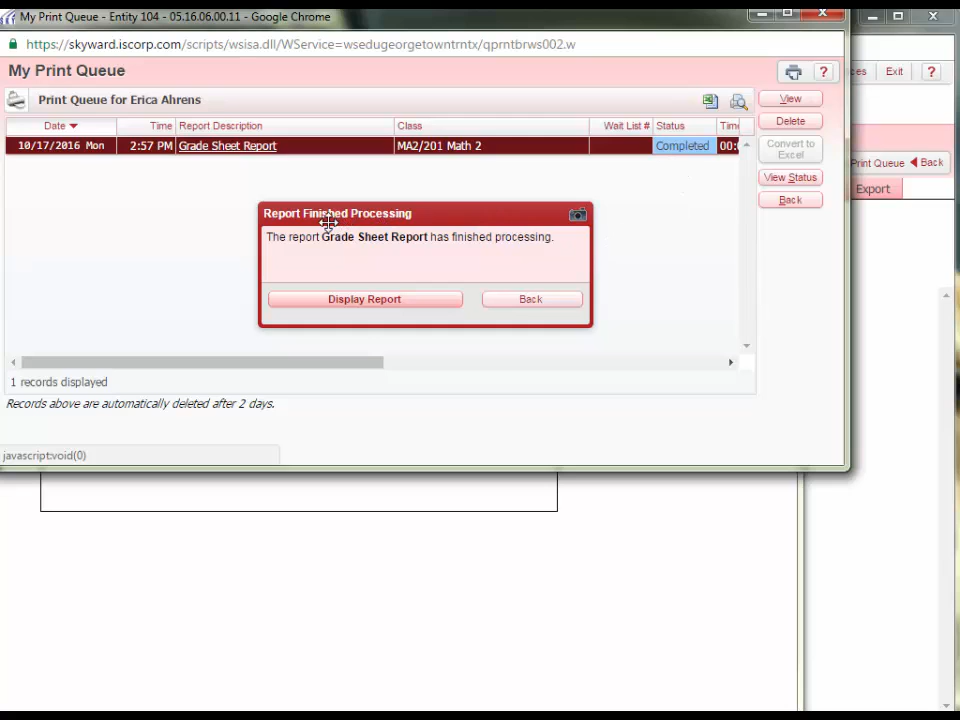 My Print Queue - Entity 104 - 05.16.06.00.11 - Google Chrome
https://skyward.iscorp.com/scripts/wsisa.dll/WService=wsedugeorgetowntrntx/qprntbrws002.w
My Print Queue
?
ces Exit ?
Print Queue for Erica Ahrens
View
Date Time Report Description Class Wait List # Status Tim
Delete
10/17/2016 Mon 2:57 PM Grade Sheet Report MA2/201 Math 2 Completed 00:
Convert to
Excel
Print Queue Back
View Status
Export
Back
Report Finished Processing
The report Grade Sheet Report has finished processing.
Display Report Back
1 records displayed
Records above are automatically deleted after 2 days.
javascript:void(0)